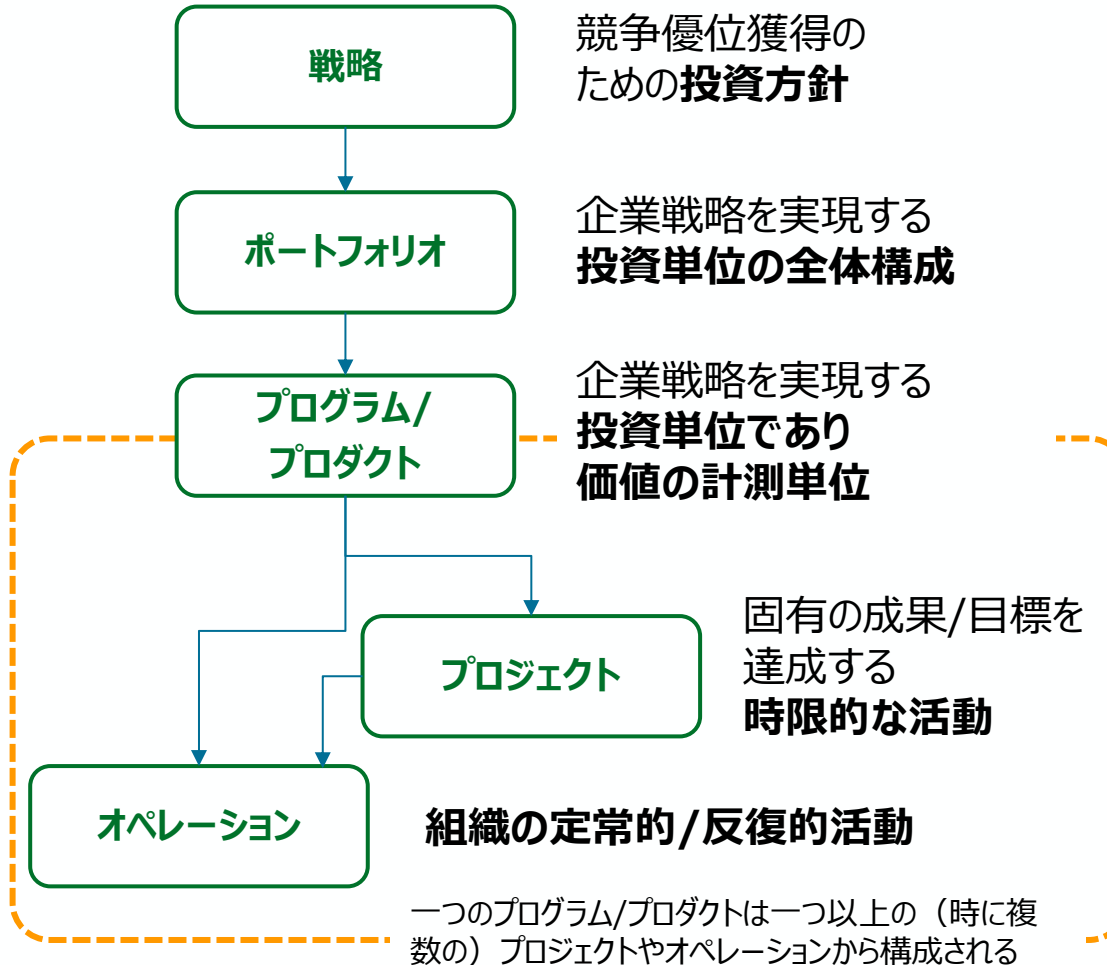 戦略
競争優位獲得の
ための投資方針
ポートフォリオ
企業戦略を実現する
投資単位の全体構成
プログラム/
プロダクト
企業戦略を実現する
投資単位であり
価値の計測単位
プロジェクト
固有の成果/目標を
達成する
時限的な活動
オペレーション
組織の定常的/反復的活動
一つのプログラム/プロダクトは一つ以上の（時に複
数の）プロジェクトやオペレーションから構成される